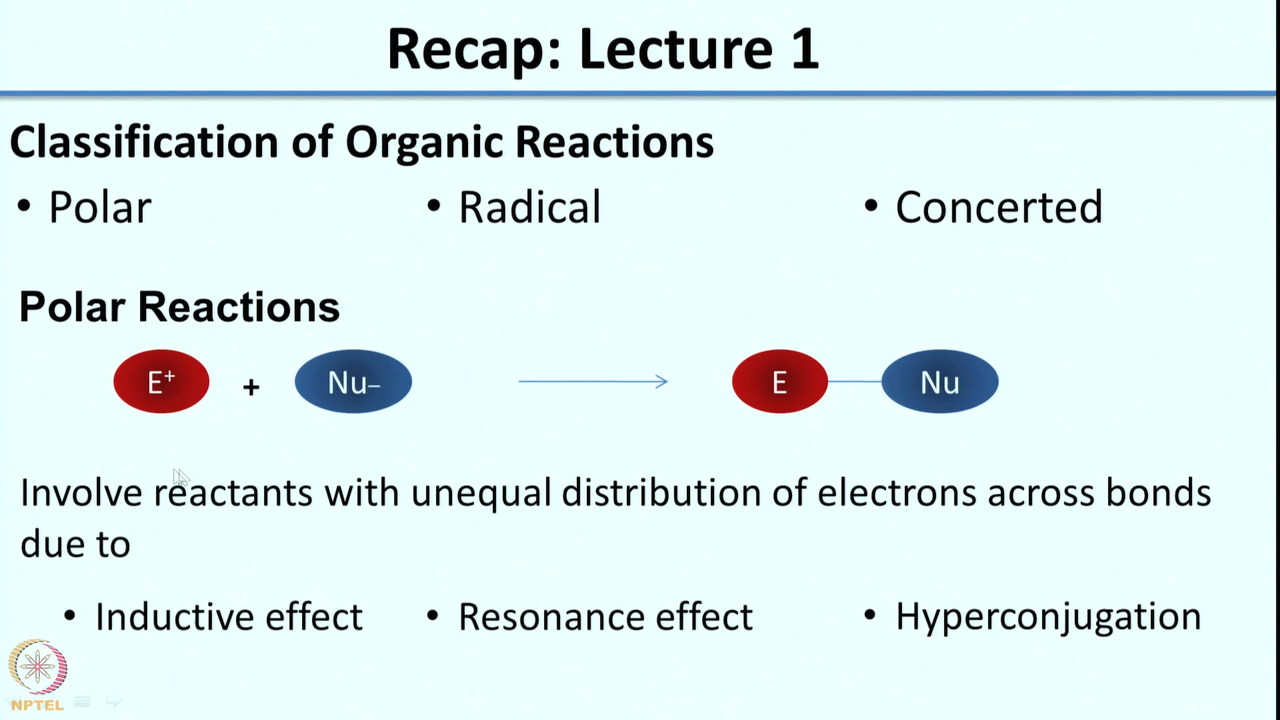 Recap: Lecture 1
Classification of Organic Reactions
• Polar • Radical • Concerted
Polar Reactions
E⁺ + Nu– E Nu
Involve reactants with unequal distribution of electrons across bonds
due to
• Inductive effect • Resonance effect • Hyperconjugation
NPTEL